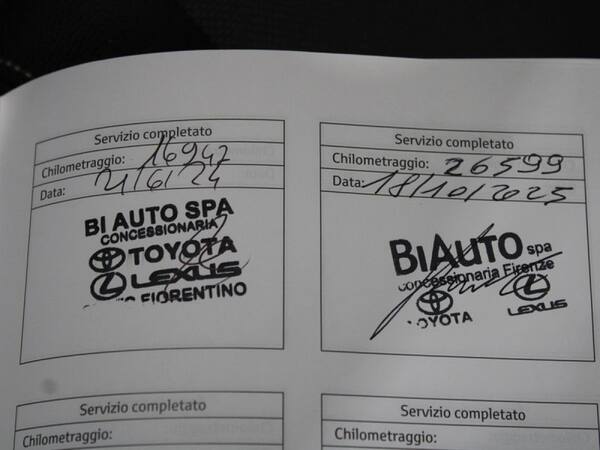 Servizio completato
Chilometraggio: 16947
Data: 21/6/24
BI AUTO SPA
CONCESSIONARIA
TOYOTA
LEXUS
FIORENTINO
Servizio completato
Chilometraggio: 26599
Data: 18/10/2025
BIAUTO spa
concessionaria Firenze
TOYOTA
LEXUS
Servizio completato
Chilometraggio:
Servizio completato
Chilometraggio: